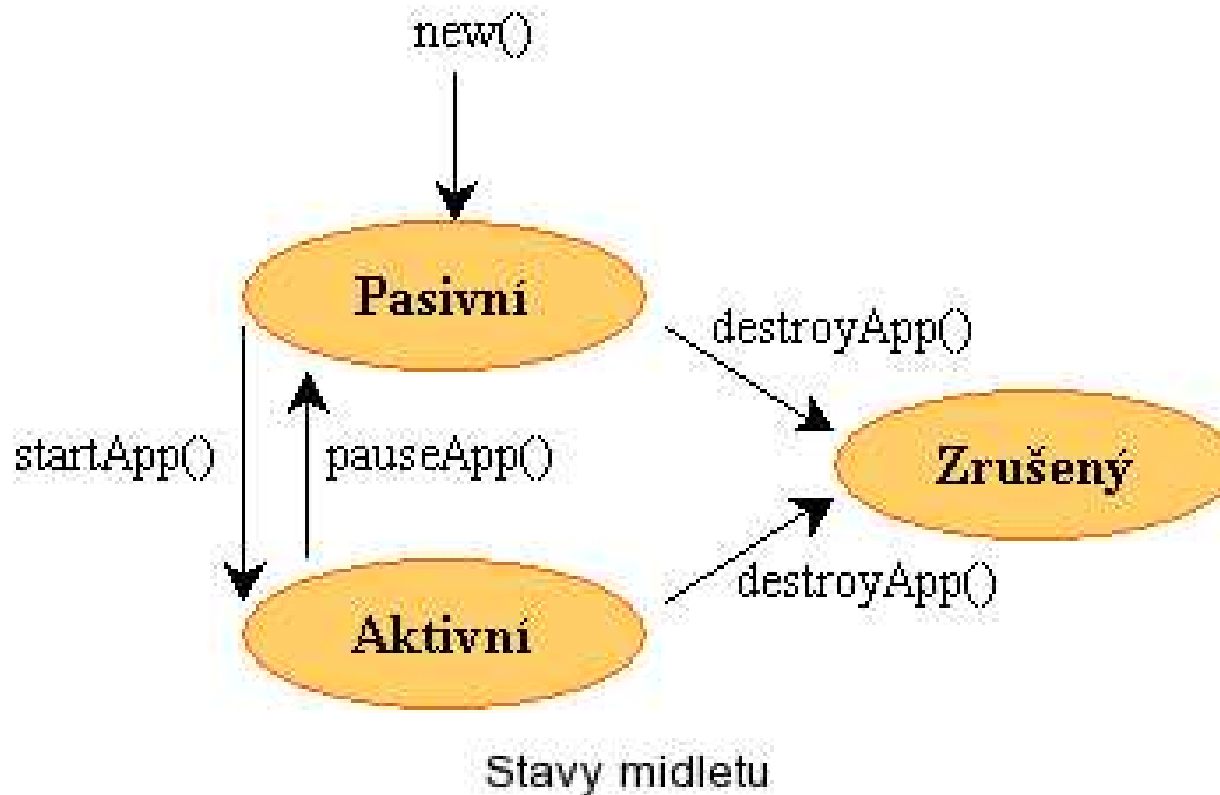 new()
Pasivní
destroyApp()
startApp()
pauseApp()
Zrušený
destroyApp()
Aktivní
Stavy midletu